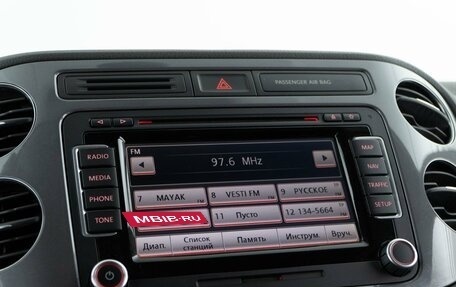 PASSENGER AIR BAG
RADIO
MEDIA
PHONE
TONE
FM
97.6 MHz
7 MAYAK
8 VESTI FM
9 РУССКОЕ
MBIB-RU
11 Пусто
12 134-5664
Диап.
Список станций
Память
Инструм.
Вруч.
MAP
NAV
TRAFFIC
SETUP